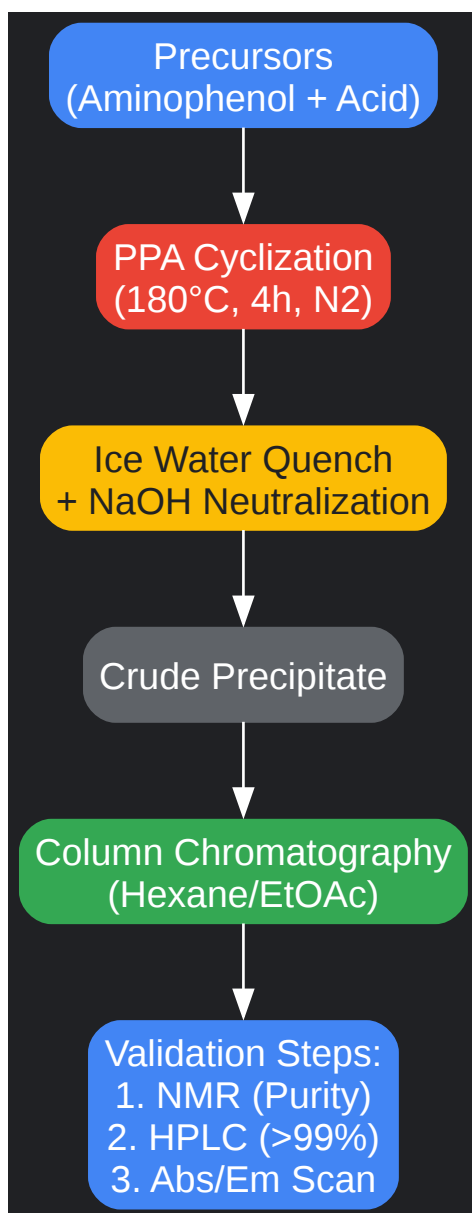 Precursors
(Aminophenol + Acid)
PPA Cyclization
(180°C, 4h, N2)
Ice Water Quench
+ NaOH Neutralization
Crude Precipitate
Column Chromatography
(Hexane/EtOAc)
Validation Steps:
1. NMR (Purity)
2. HPLC (>99%)
3. Abs/Em Scan